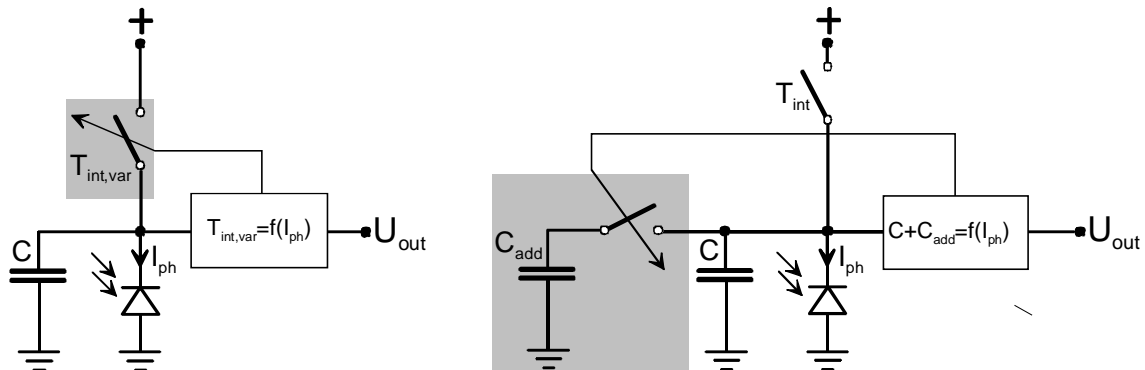 +
T_int,var
T_int,var=f(I_ph)
U_out
C
I_ph
+
T_int
C_add
C
C+C_add=f(I_ph)
U_out
I_ph